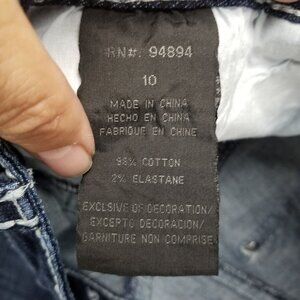 RN#: 94894
10
MADE IN CHINA
HECHO EN CHINA
FABRIQUE EN CHINE
98% COTTON
2% ELASTANE
EXCLSIVE OF DECORATION/
EXCEPTO DECORACION/
GARNITURE NON COMPRISE